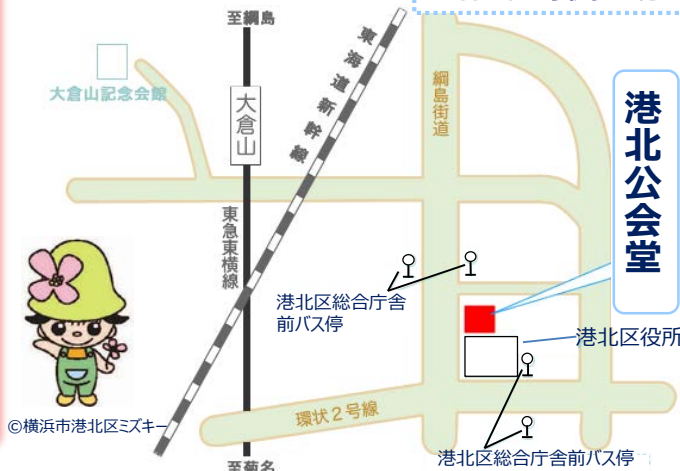 至綱島
東海道新幹線
綱島街道
大倉山記念会館
大倉山
港北公会堂
東急東横線
港北区総合庁舎
前バス停
港北区役所
環状２号線
©横浜市港北区ミズキー
港北区総合庁舎前バス停
至菊名